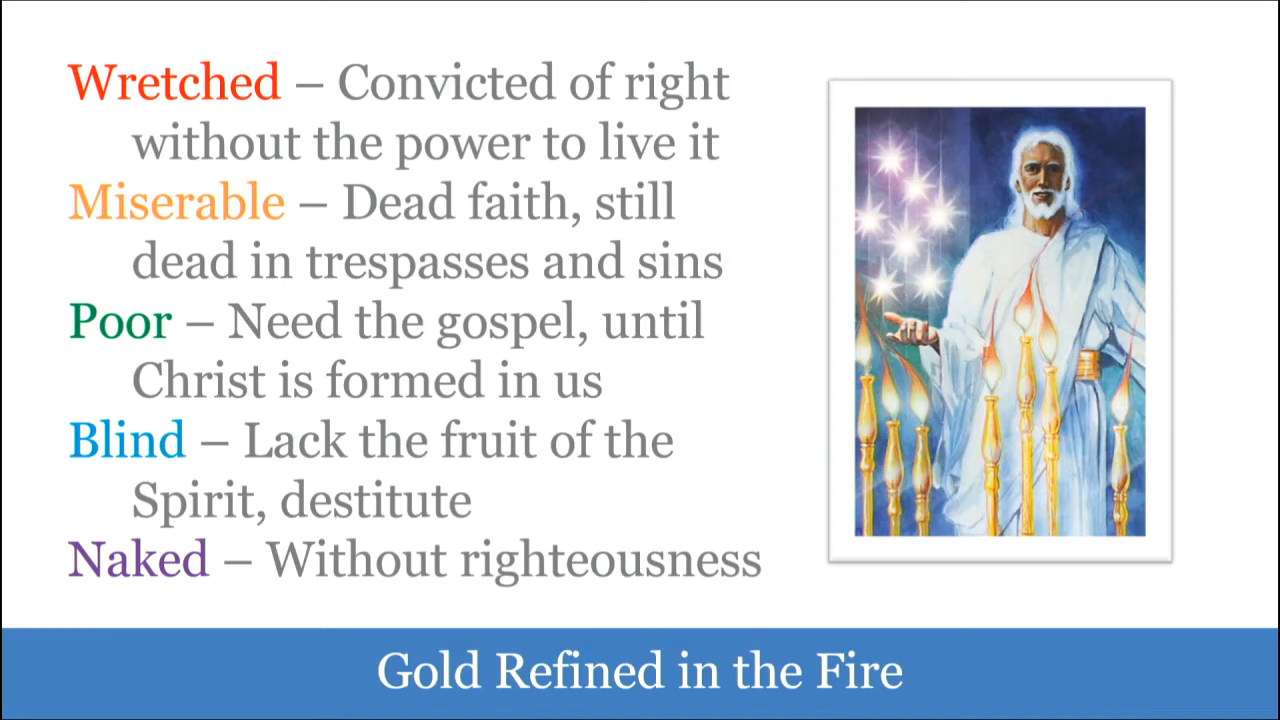 Wretched – Convicted of right
without the power to live it
Miserable – Dead faith, still
dead in trespasses and sins
Poor – Need the gospel, until
Christ is formed in us
Blind – Lack the fruit of the
Spirit, destitute
Naked – Without righteousness
Gold Refined in the Fire